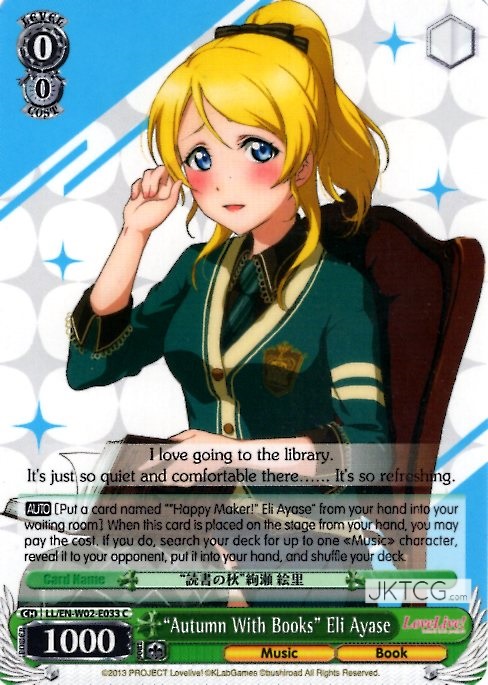 LEVEL
0
0
COST
I love going to the library.
It's just so quiet and comfortable there...... It's so refreshing.
AUTO [Put a card named ""Happy Maker!" Eli Ayase" from your hand into your
waiting room] When this card is placed on the stage from your hand, you may
pay the cost. If you do, search your deck for up to one «Music» character,
reveal it to your opponent, put it into your hand, and shuffle your deck.
Card Name
"読書の秋"絢瀬 絵里
JKTCG.com
LL/EN-W02-E033 C
1000
"Autumn With Books" Eli Ayase
LoveLive!
Music
Book
©2013 PROJECT Lovelive! ©KLabGames ©bushiroad All Rights Reserved.